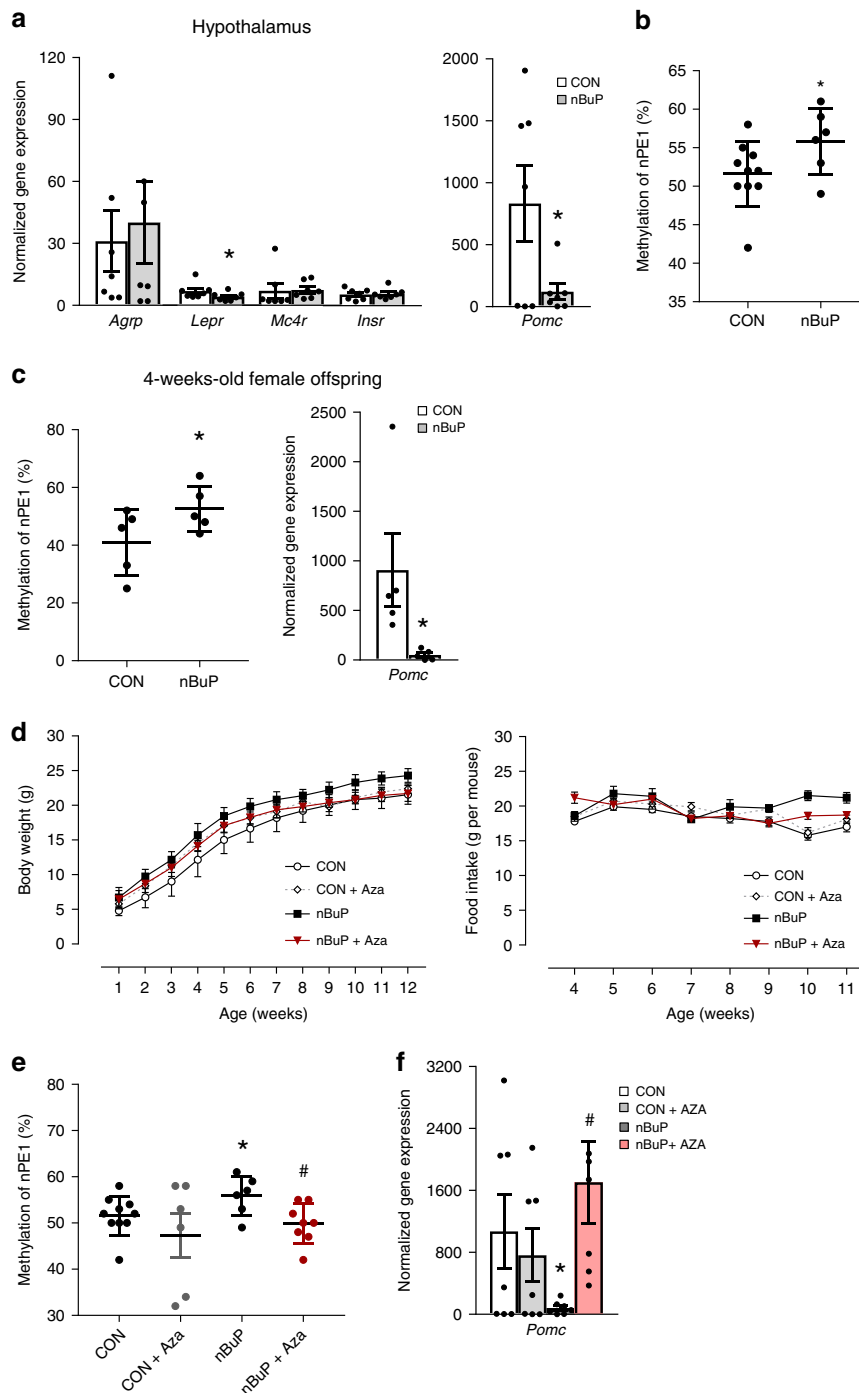 a
Hypothalamus
Normalized gene expression
120
90
60
30
0
Agrp
Lepr
Mc4r
Insr
*
2000
1500
1000
500
0
CON
nBuP
*
Pomc
b
Methylation of nPE1 (%)
65
60
55
50
45
40
35
*
CON
nBuP
c
4-weeks-old female offspring
Methylation of nPE1 (%)
80
60
40
20
0
*
CON
nBuP
Normalized gene expression
2500
2000
1000
500
0
CON
nBuP
*
Pomc
d
Body weight (g)
30
25
20
15
10
5
0
CON
CON + Aza
nBuP
nBuP + Aza
1 2 3 4 5 6 7 8 9 10 11 12
Age (weeks)
Food intake (g per mouse)
30
25
20
15
10
5
0
CON
CON + Aza
nBuP
nBuP + Aza
4 5 6 7 8 9 10 11
Age (weeks)
e
Methylation of nPE1 (%)
80
70
60
50
40
30
*
#
CON
CON + Aza
nBuP
nBuP + Aza
f
Normalized gene expression
3200
2400
1600
800
0
CON
CON + AZA
nBuP
nBuP+ AZA
*
#
Pomc